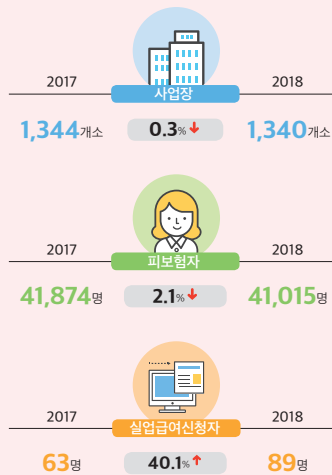 2017
2018
사업장
1,344개소
0.3%
1,340개소
2017
2018
피보험자
41,874명
2.1%
41,015명
2017
2018
실업급여신청자
63명
40.1%
89명